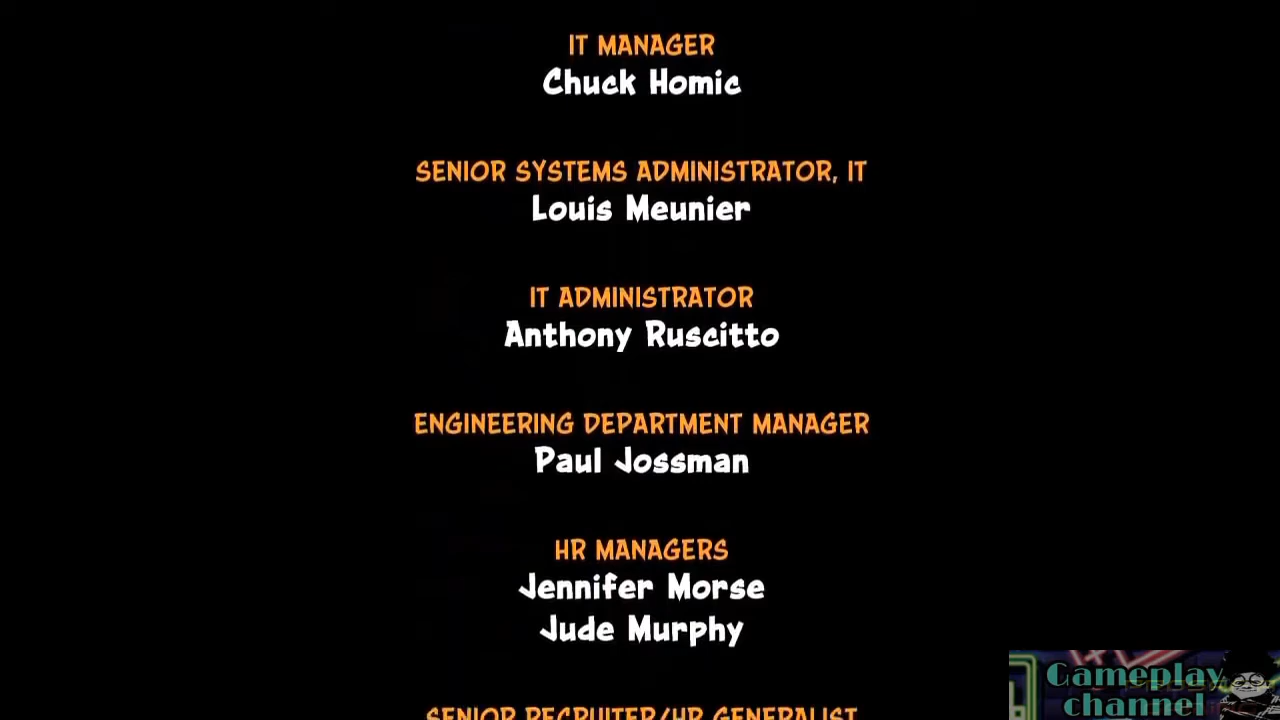 IT MANAGER
Chuck Homic
SENIOR SYSTEMS ADMINISTRATOR, IT
Louis Meunier
IT ADMINISTRATOR
Anthony Ruscitto
ENGINEERING DEPARTMENT MANAGER
Paul Jossman
HR MANAGERS
Jennifer Morse
Jude Murphy
SENIOR RECRUITER/HR GENERALIST
Gameplay
channel